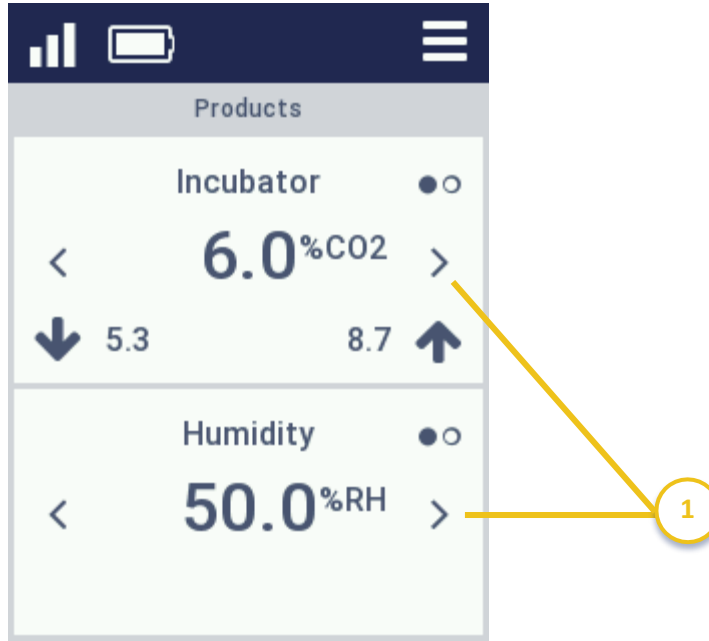 Products
Incubator
6.0%CO2
5.3 8.7
Humidity
50.0%RH
1